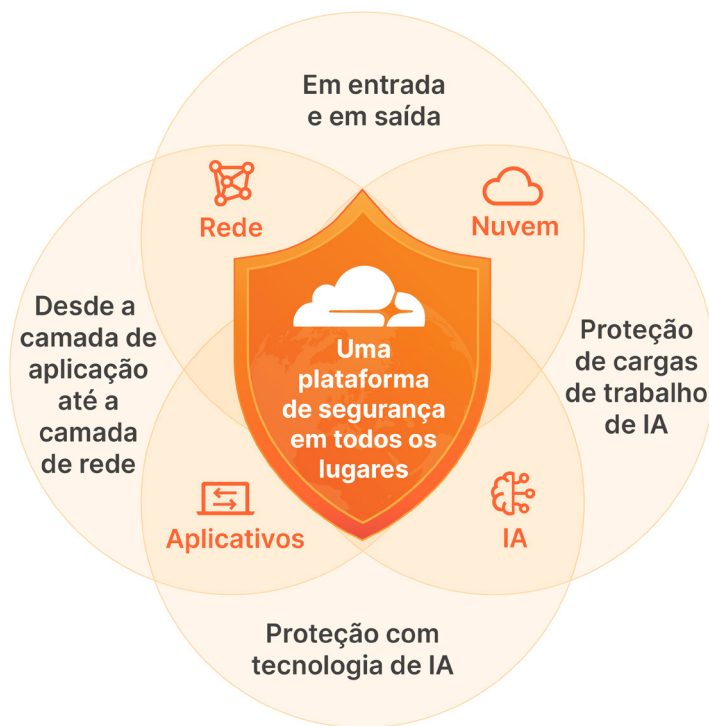 Em entrada
e em saída
Rede
Nuvem
Desde a
camada de
aplicação
até a
camada
de rede
Uma
plataforma
de segurança
em todos os
lugares
Proteção
de cargas
de trabalho
de IA
Aplicativos
IA
Proteção com
tecnologia de IA